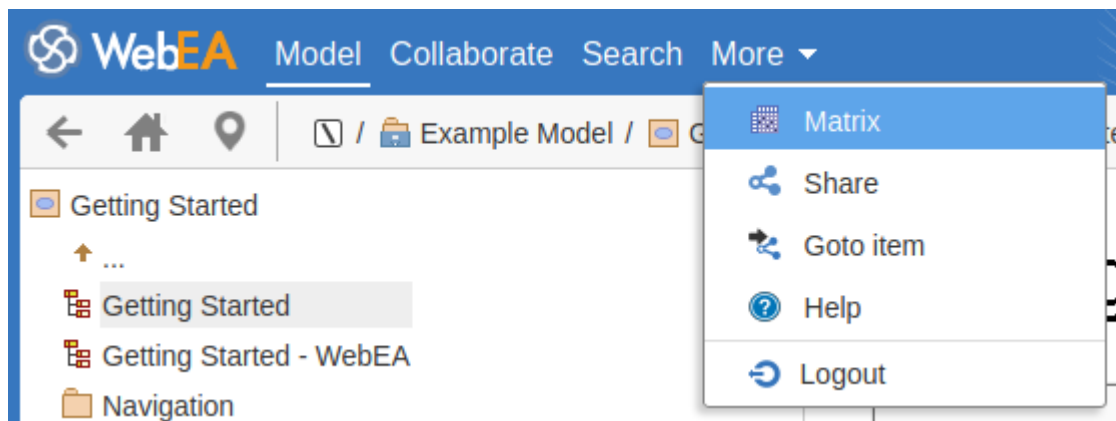 WebEA Model Collaborate Search More
/ Example Model / G
Matrix
Share
Goto item
Help
Logout
Getting Started
...
Getting Started
Getting Started - WebEA
Navigation